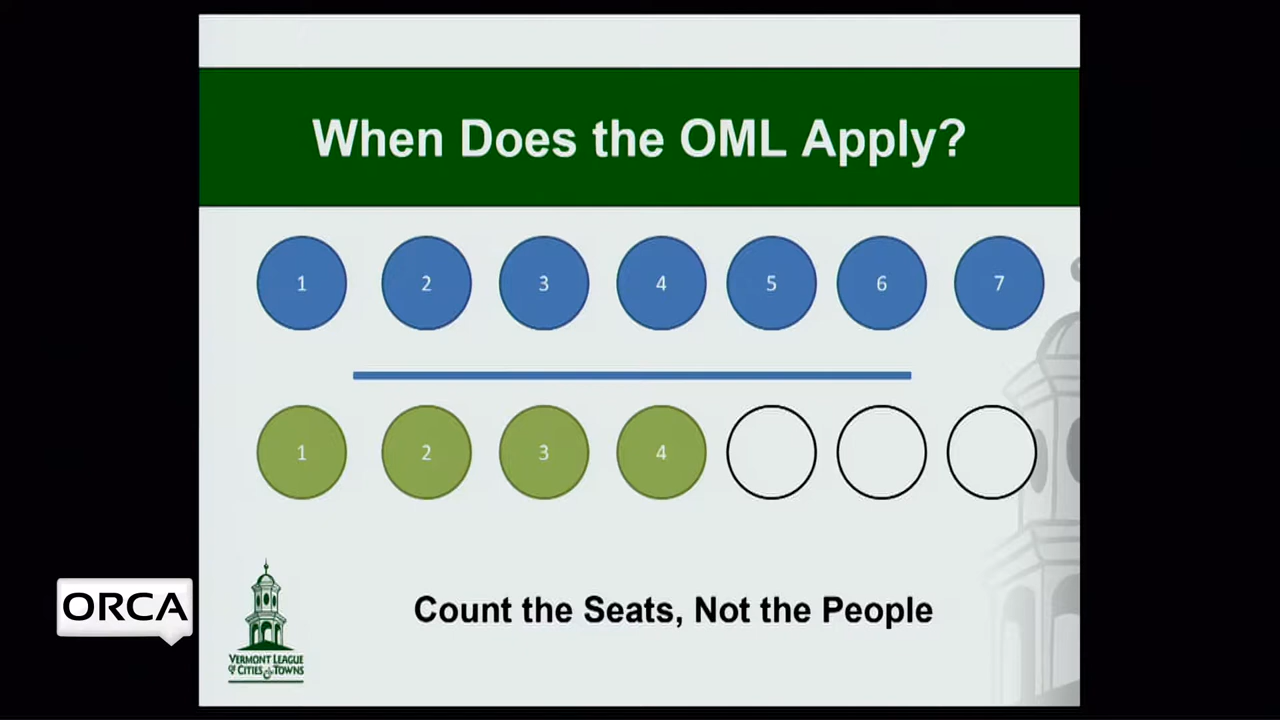 When Does the OML Apply?
1 2 3 4 5 6 7
1 2 3 4
Count the Seats, Not the People
ORCA
VERMONT LEAGUE
OF CITIES & TOWNS